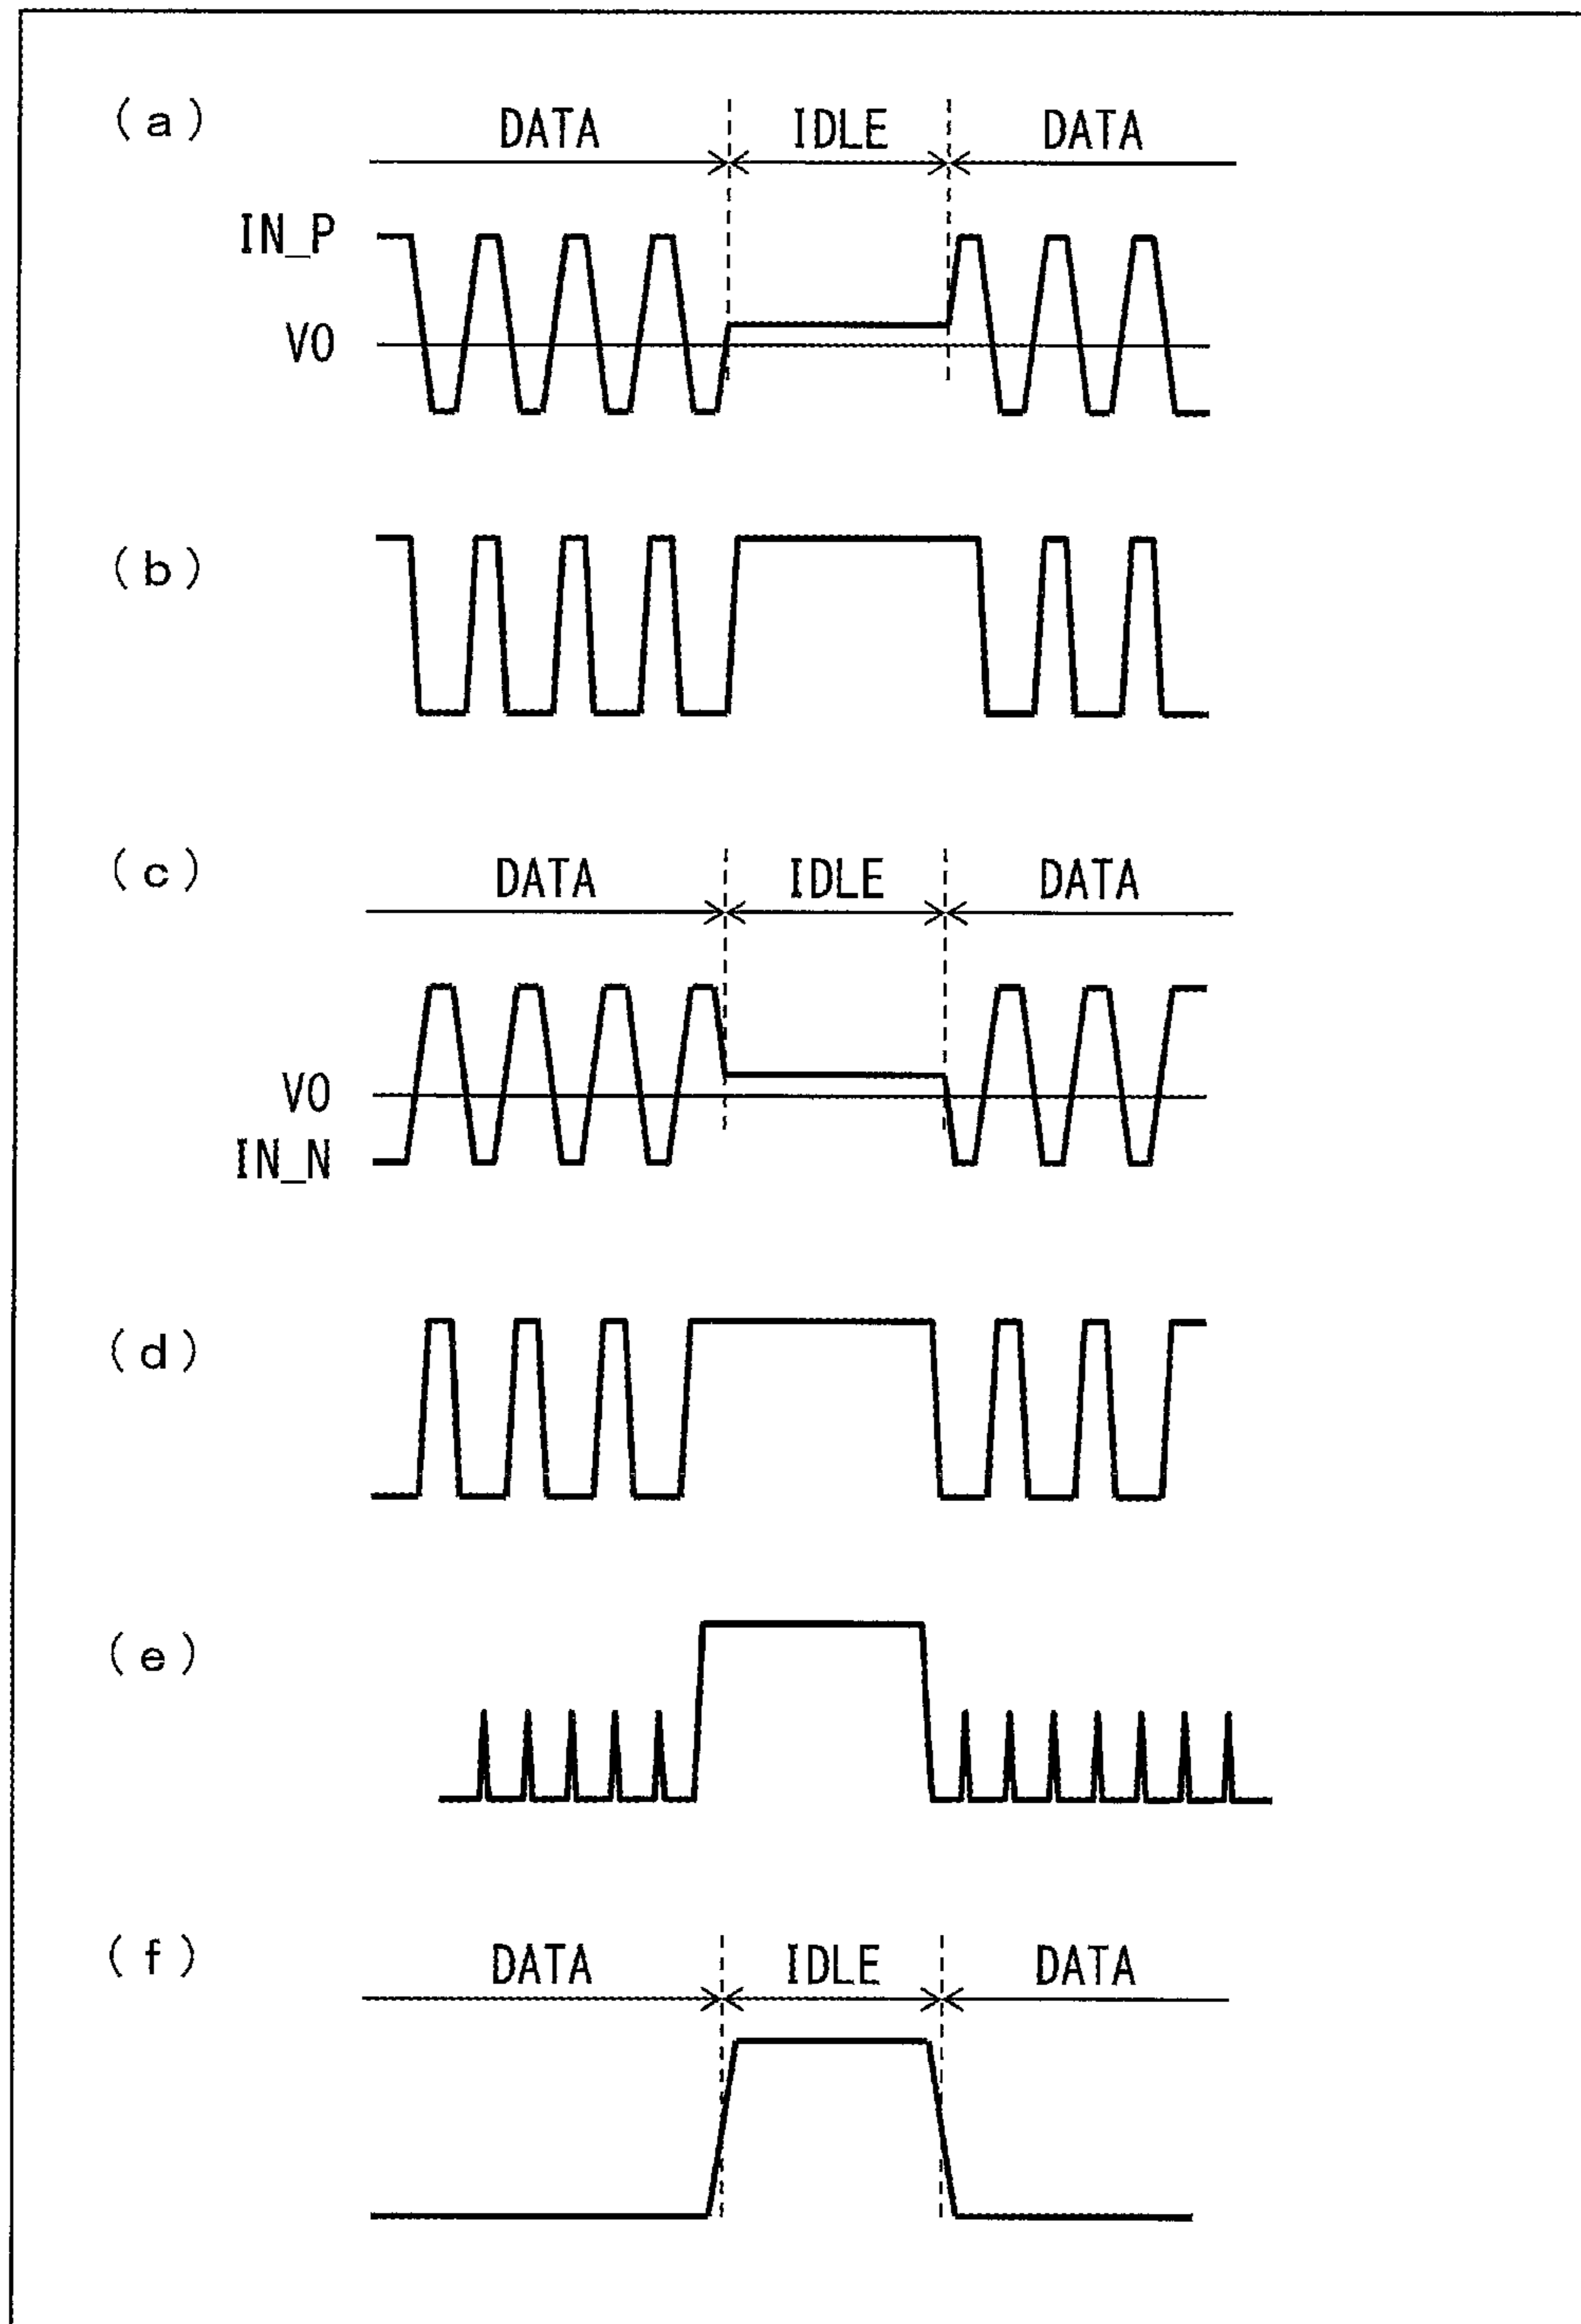 (a)
DATA IDLE DATA
IN_P
V0
(b)
(c)
DATA IDLE DATA
V0
IN_N
(d)
(e)
(f)
DATA IDLE DATA